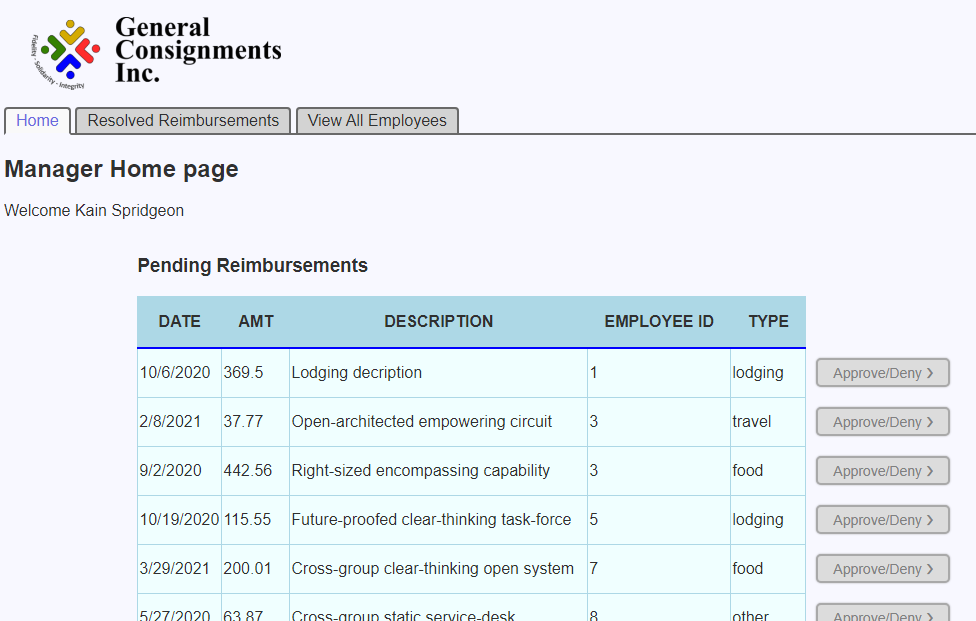 General
Consignments
Inc.
Fidelity - Solidarity - Integrity
Home Resolved Reimbursements View All Employees
Manager Home page
Welcome Kain Spridgeon
Pending Reimbursements
DATE AMT DESCRIPTION EMPLOYEE ID TYPE
10/6/2020 369.5 Lodging decription 1 lodging Approve/Deny ❯
2/8/2021 37.77 Open-architected empowering circuit 3 travel Approve/Deny ❯
9/2/2020 442.56 Right-sized encompassing capability 3 food Approve/Deny ❯
10/19/2020 115.55 Future-proofed clear-thinking task-force 5 lodging Approve/Deny ❯
3/29/2021 200.01 Cross-group clear-thinking open system 7 food Approve/Deny ❯
5/27/2020 63.87 Cross-group static service-desk 8 other Approve/Deny ❯